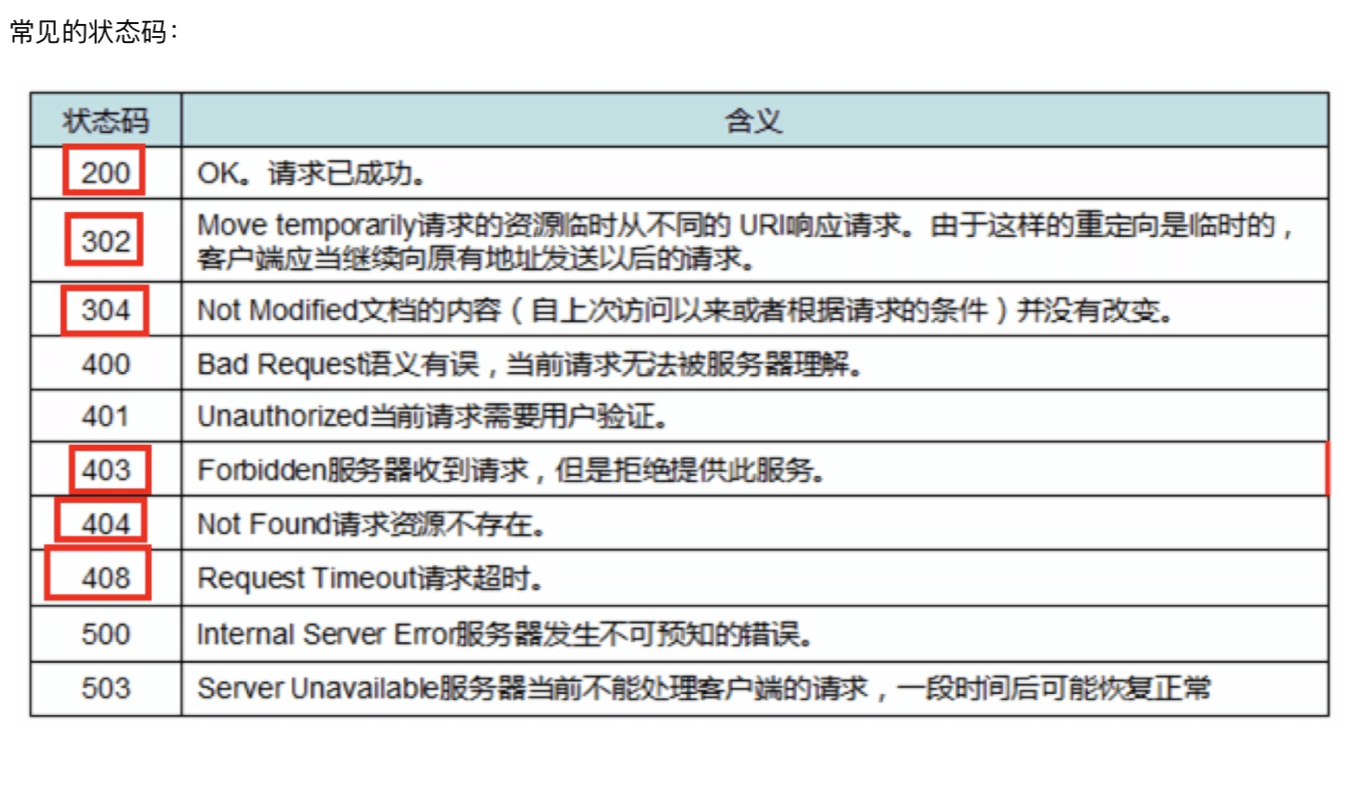 常见的状态码：
状态码 含义
200 OK。请求已成功。
302 Move temporarily请求的资源临时从不同的 URI响应请求。由于这样的重定向是临时的，
客户端应当继续向原有地址发送以后的请求。
304 Not Modified文档的内容（自上次访问以来或者根据请求的条件）并没有改变。
400 Bad Request语义有误，当前请求无法被服务器理解。
401 Unauthorized当前请求需要用户验证。
403 Forbidden服务器收到请求，但是拒绝提供此服务。
404 Not Found请求资源不存在。
408 Request Timeout请求超时。
500 Internal Server Error服务器发生不可预知的错误。
503 Server Unavailable服务器当前不能处理客户端的请求，一段时间后可能恢复正常